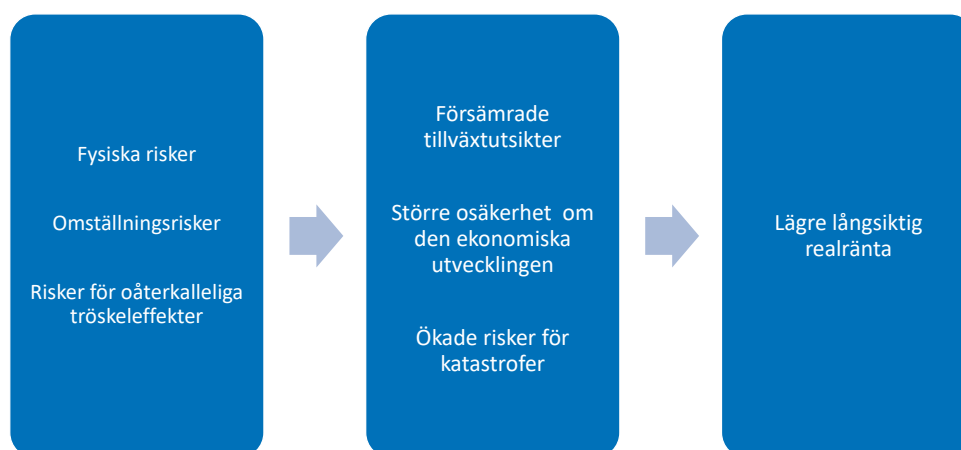 Fysiska risker
Omställningsrisker
Risker för oåterkalleliga
tröskeleffekter
Försämrade
tillväxtutsikter
Större osäkerhet om
den ekonomiska
utvecklingen
Ökade risker för
katastrofer
Lägre långsiktig
realränta